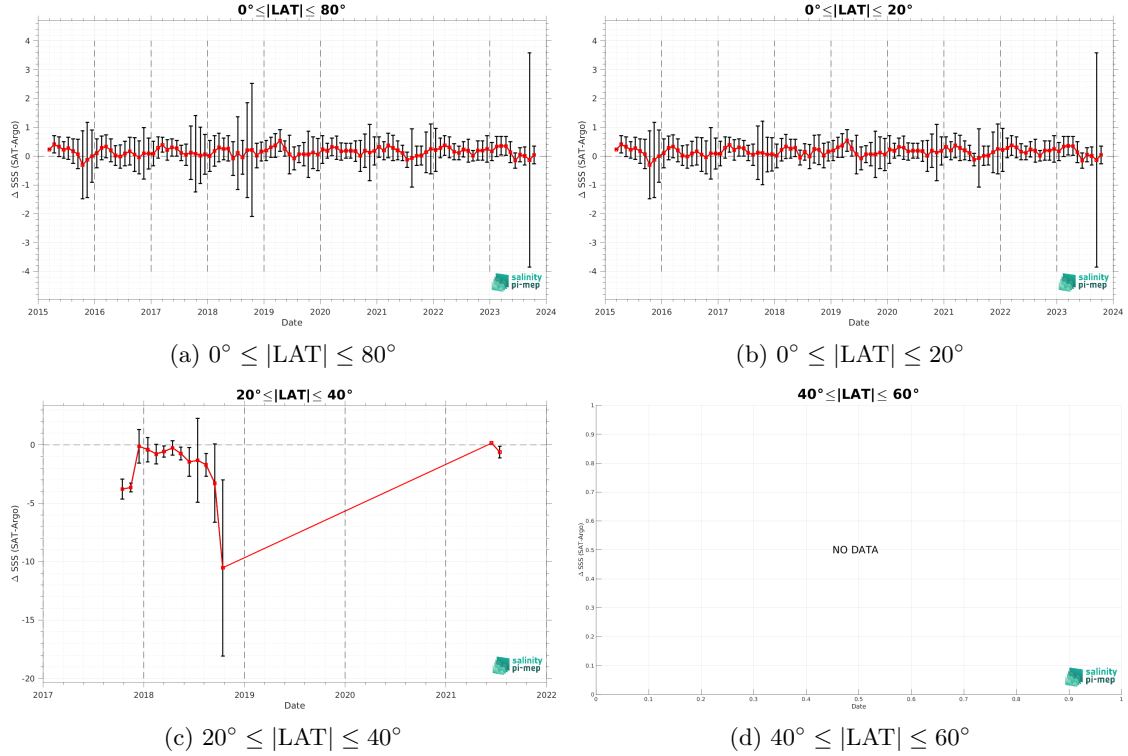 0°≤|LAT|≤ 80°
Δ SSS (SAT-Argo)
4
3
2
1
0
-1
-2
-3
-4
2015 2016 2017 2018 2019 2020 2021 2022 2023 2024
Date
salinity
pi-mep
(a) 0° ≤ |LAT| ≤ 80°
0°≤|LAT|≤ 20°
Δ SSS (SAT-Argo)
4
3
2
1
0
-1
-2
-3
-4
2015 2016 2017 2018 2019 2020 2021 2022 2023 2024
Date
salinity
pi-mep
(b) 0° ≤ |LAT| ≤ 20°
20°≤|LAT|≤ 40°
Δ SSS (SAT-Argo)
0
-5
-10
-15
-20
2017 2018 2019 2020 2021 2022
Date
salinity
pi-mep
(c) 20° ≤ |LAT| ≤ 40°
40°≤|LAT|≤ 60°
Δ SSS (SAT-Argo)
1
0.9
0.8
0.7
0.6
0.5
0.4
0.3
0.2
0.1
0
NO DATA
0 0.1 0.2 0.3 0.4 0.5 0.6 0.7 0.8 0.9 1
Date
salinity
pi-mep
(d) 40° ≤ |LAT| ≤ 60°